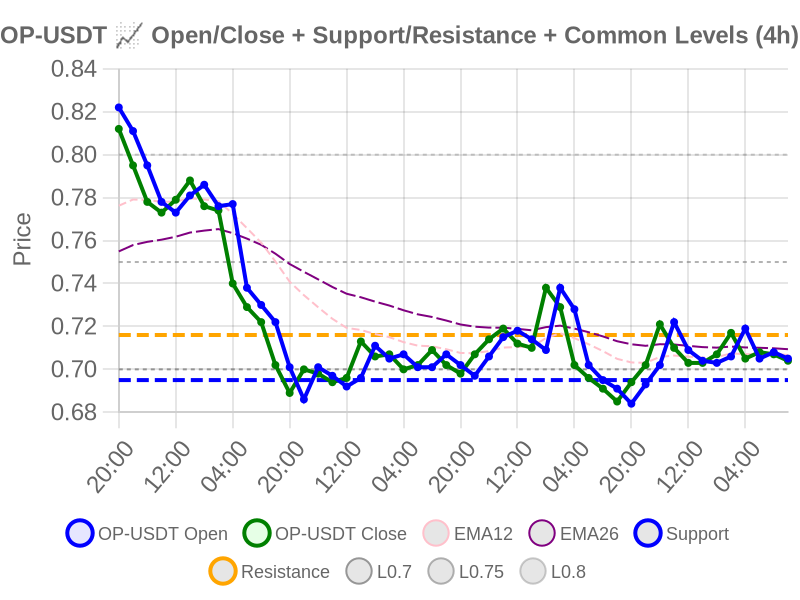 OP-USDT 📈 Open/Close + Support/Resistance + Common Levels (4h)
0.84
0.82
0.80
0.78
0.76
0.74
0.72
0.70
0.68
Price
20:00 12:00 04:00 20:00 12:00 04:00 20:00 12:00 04:00 20:00 12:00 04:00
OP-USDT Open OP-USDT Close EMA12 EMA26 Support
Resistance L0.7 L0.75 L0.8